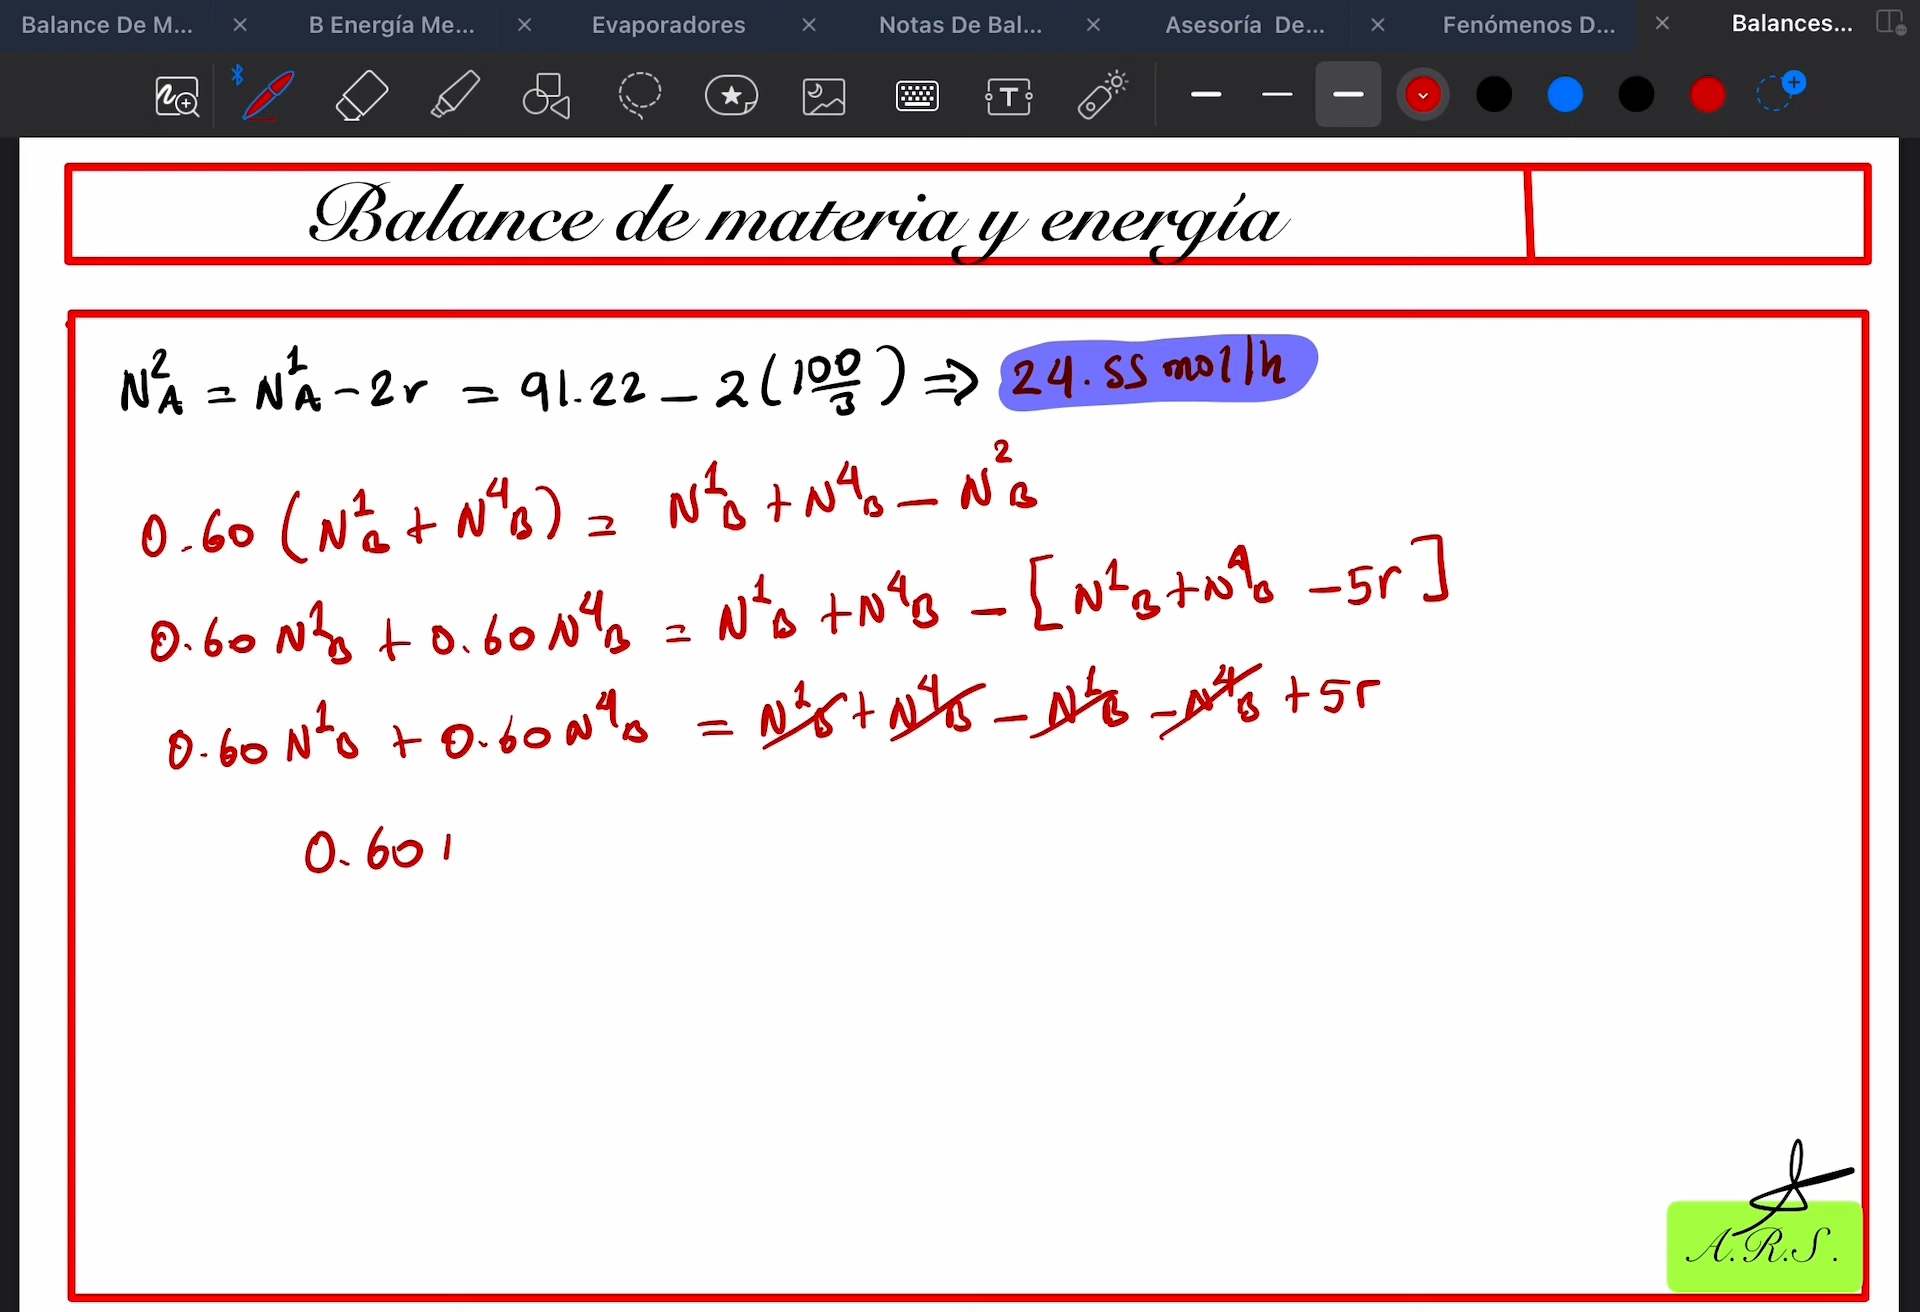 Balance De M... × B Energía Me... × Evaporadores × Notas De Bal... × Asesoría De... × Fenómenos D... × Balances...
Balance de materia y energía
N²A = N¹A - 2r = 91.22 - 2(100/3) ⇒ 24.55 mol/h
0.60 (N¹B + N⁴B) = N¹B + N⁴B - N²B
0.60 N¹B + 0.60 N⁴B = N¹B + N⁴B - [N¹B + N⁴B - 5r]
0.60 N¹B + 0.60 N⁴B = N¹B + N⁴B - N¹B - N⁴B + 5r
0.60
A.R.S.